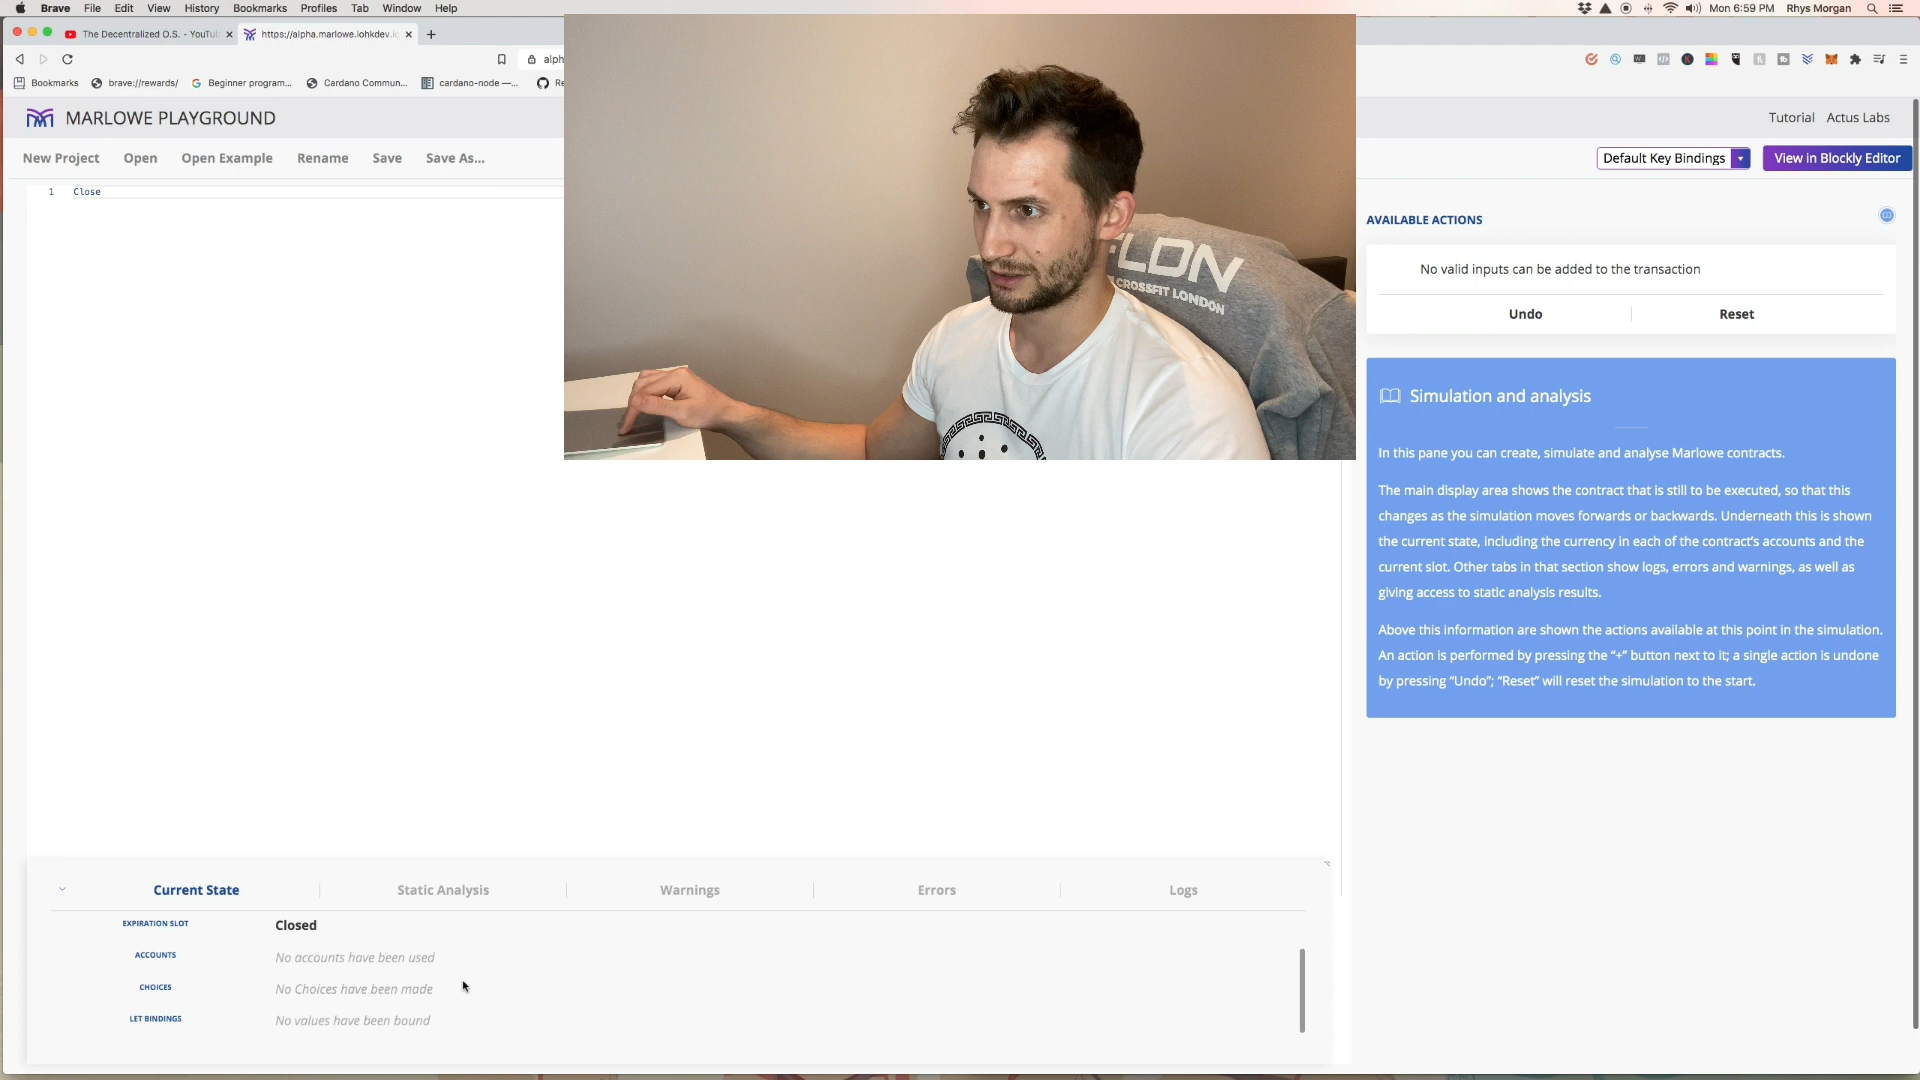 Brave File Edit View History Bookmarks Profiles Tab Window Help Mon 6:59 PM Rhys Morgan
The Decentralized O.S. - YouTu https://alpha.marlowe.iohkdev.i
alph
Bookmarks brave://rewards/ Beginner program... Cardano Commun... cardano-node —... Re
MARLOWE PLAYGROUND Tutorial Actus Labs
New Project Open Open Example Rename Save Save As... Default Key Bindings View in Blockly Editor
1 Close
AVAILABLE ACTIONS
No valid inputs can be added to the transaction
Undo Reset
FLDN
CROSSFIT LONDON
Simulation and analysis
In this pane you can create, simulate and analyse Marlowe contracts.
The main display area shows the contract that is still to be executed, so that this
changes as the simulation moves forwards or backwards. Underneath this is shown
the current state, including the currency in each of the contract's accounts and the
current slot. Other tabs in that section show logs, errors and warnings, as well as
giving access to static analysis results.
Above this information are shown the actions available at this point in the simulation.
An action is performed by pressing the “+” button next to it; a single action is undone
by pressing “Undo”; “Reset” will reset the simulation to the start.
Current State Static Analysis Warnings Errors Logs
EXPIRATION SLOT Closed
ACCOUNTS No accounts have been used
CHOICES No Choices have been made
LET BINDINGS No values have been bound